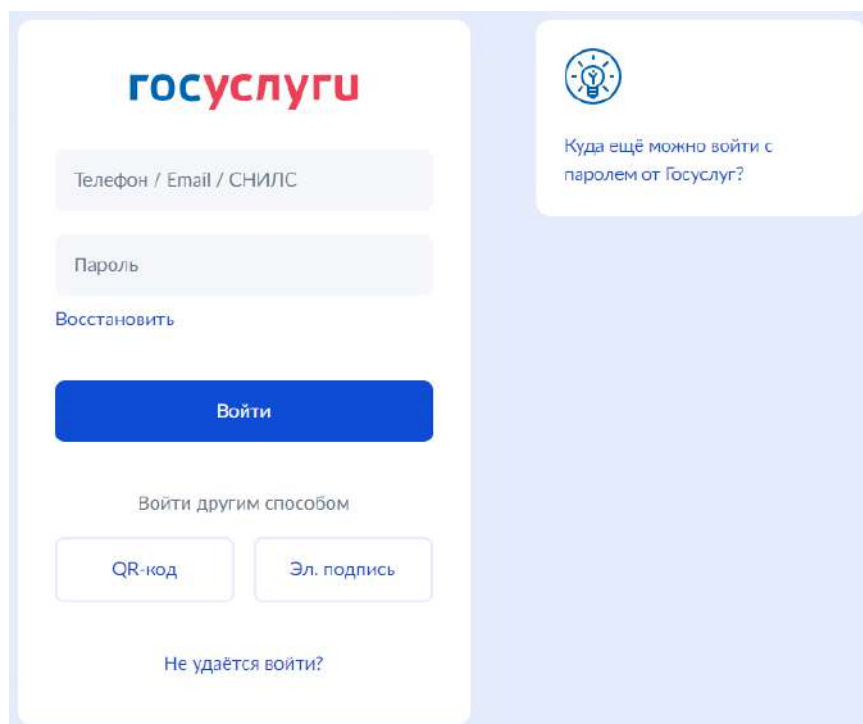 госуслуги
Телефон / Email / СНИЛС
Пароль
Восстановить
Войти
Войти другим способом
QR-код
Эл. подпись
Не удаётся войти?
Куда ещё можно войти с
паролем от Госуслуг?